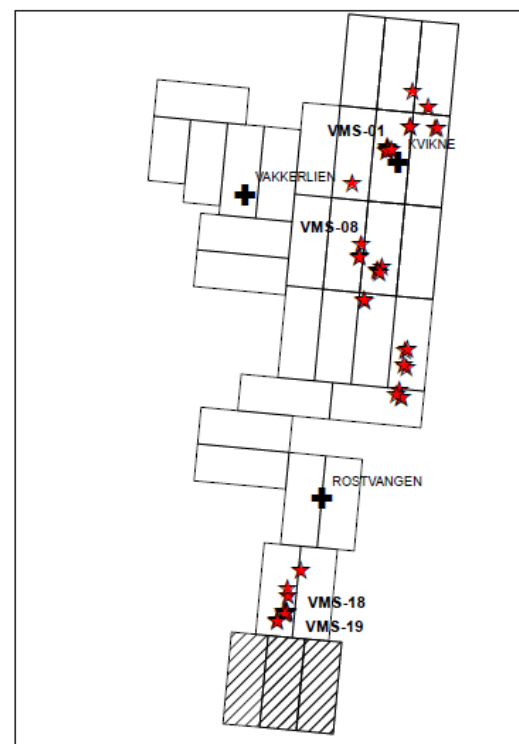 VMS-01
KVIKNE
VAKKERLIEN
VMS-08
ROSTVANGEN
VMS-18
VMS-19